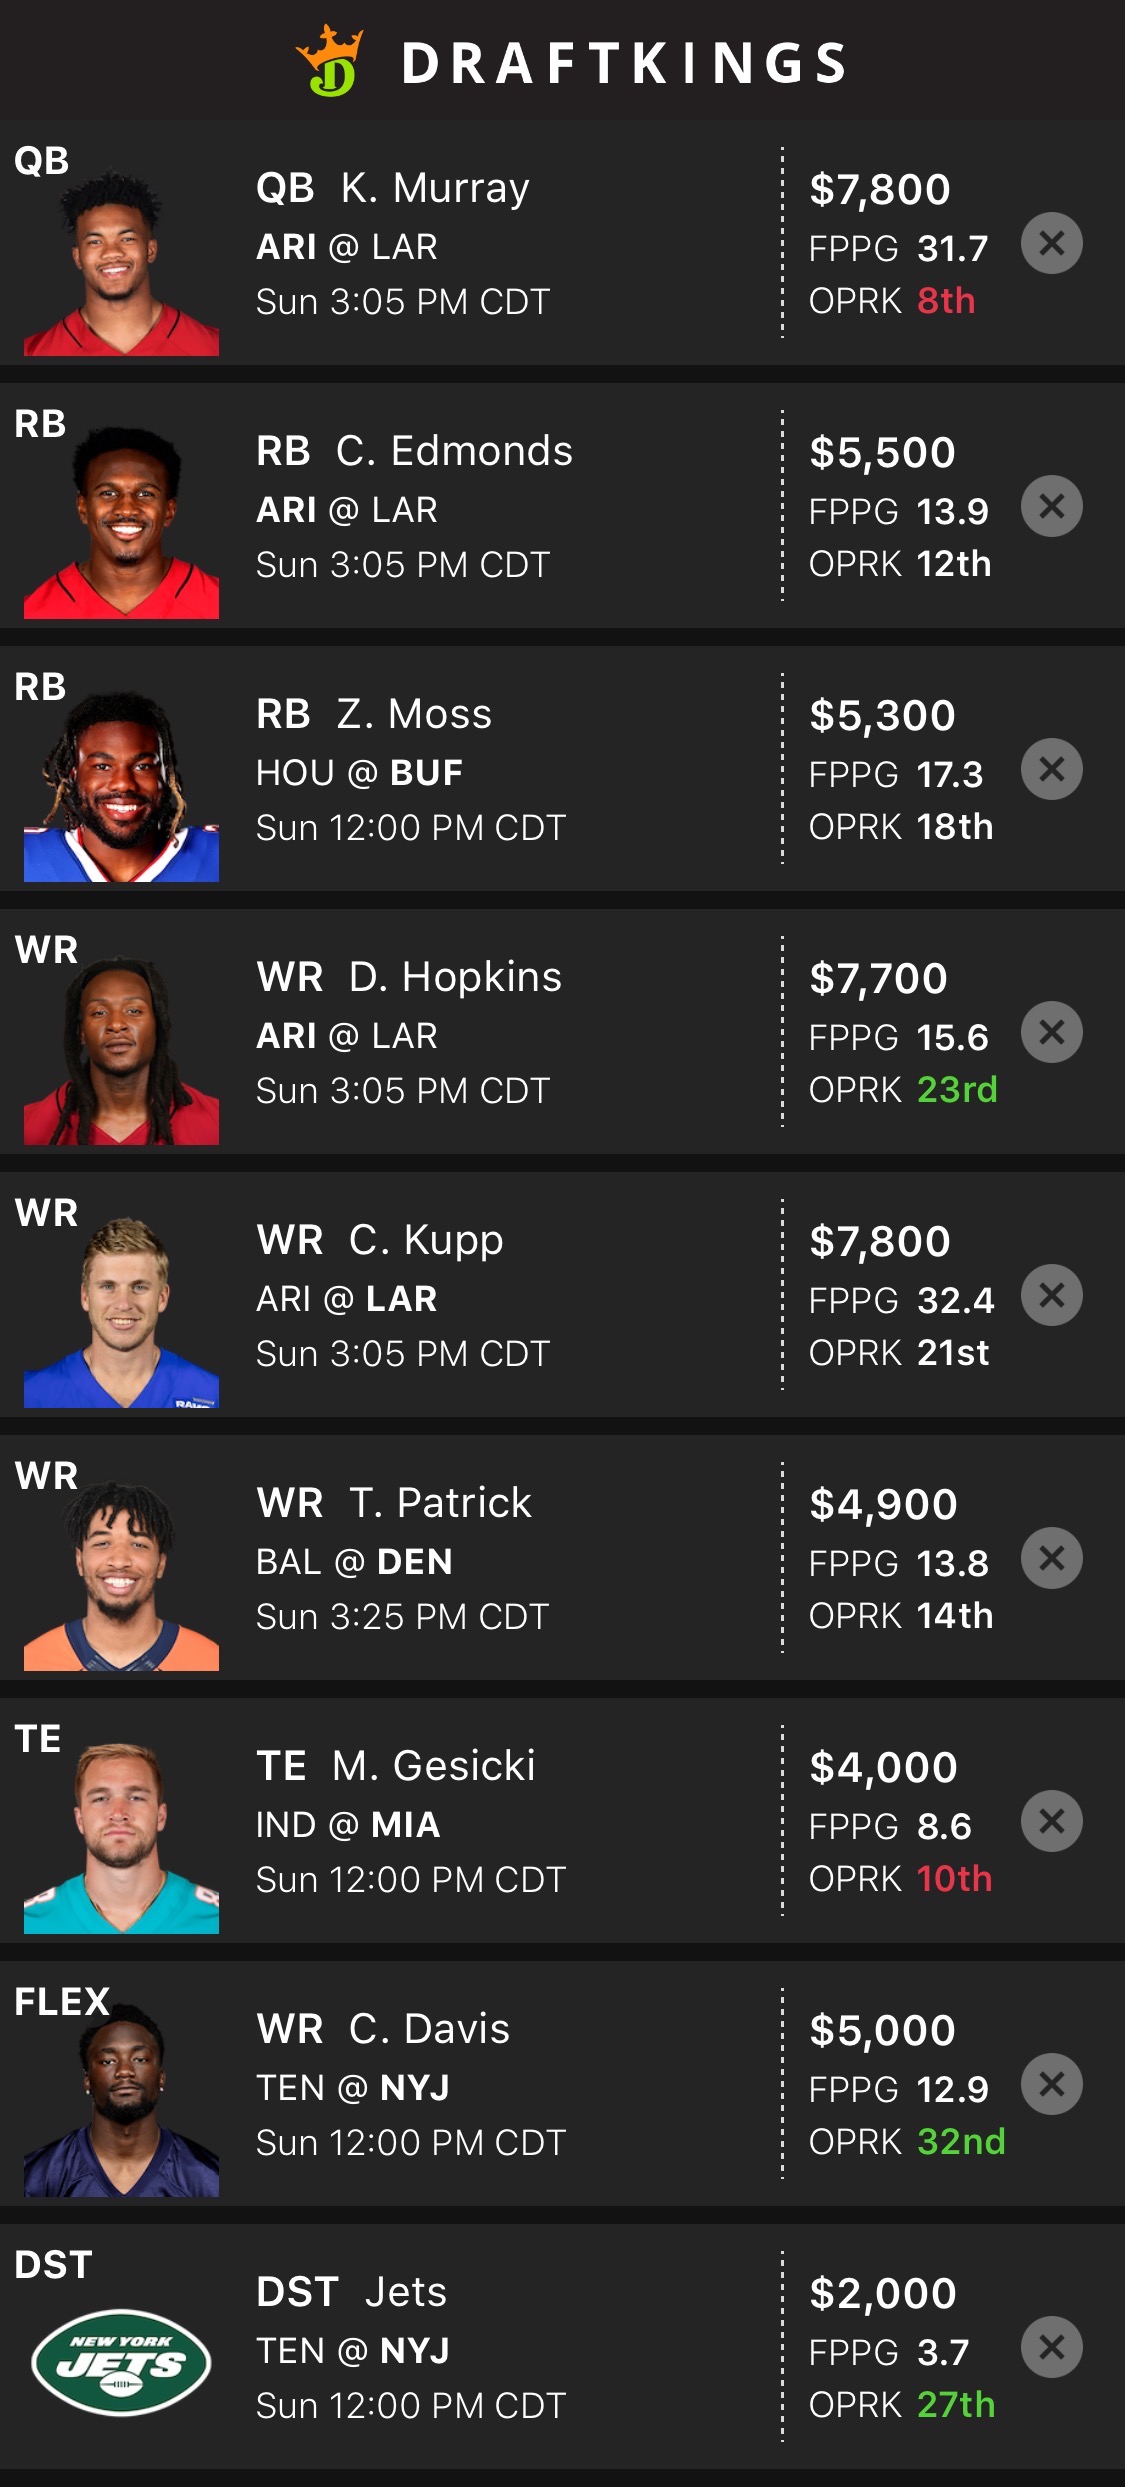 DRAFTKINGS
QB
QB K. Murray
ARI @ LAR
Sun 3:05 PM CDT
$7,800
FPPG 31.7
OPRK 8th
RB
RB C. Edmonds
ARI @ LAR
Sun 3:05 PM CDT
$5,500
FPPG 13.9
OPRK 12th
RB
RB Z. Moss
HOU @ BUF
Sun 12:00 PM CDT
$5,300
FPPG 17.3
OPRK 18th
WR
WR D. Hopkins
ARI @ LAR
Sun 3:05 PM CDT
$7,700
FPPG 15.6
OPRK 23rd
WR
WR C. Kupp
ARI @ LAR
Sun 3:05 PM CDT
$7,800
FPPG 32.4
OPRK 21st
RAMS
WR
WR T. Patrick
BAL @ DEN
Sun 3:25 PM CDT
$4,900
FPPG 13.8
OPRK 14th
TE
TE M. Gesicki
IND @ MIA
Sun 12:00 PM CDT
$4,000
FPPG 8.6
OPRK 10th
FLEX
WR C. Davis
TEN @ NYJ
Sun 12:00 PM CDT
$5,000
FPPG 12.9
OPRK 32nd
DST
NEW YORK
JETS
DST Jets
TEN @ NYJ
Sun 12:00 PM CDT
$2,000
FPPG 3.7
OPRK 27th